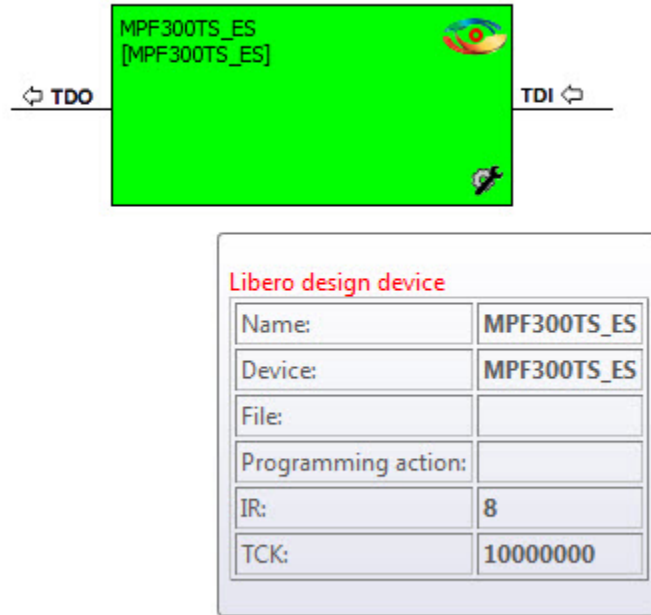 MPF300TS_ES
[MPF300TS_ES]
TDO TDI
Libero design device
Name: MPF300TS_ES
Device: MPF300TS_ES
File:
Programming action:
IR: 8
TCK: 10000000